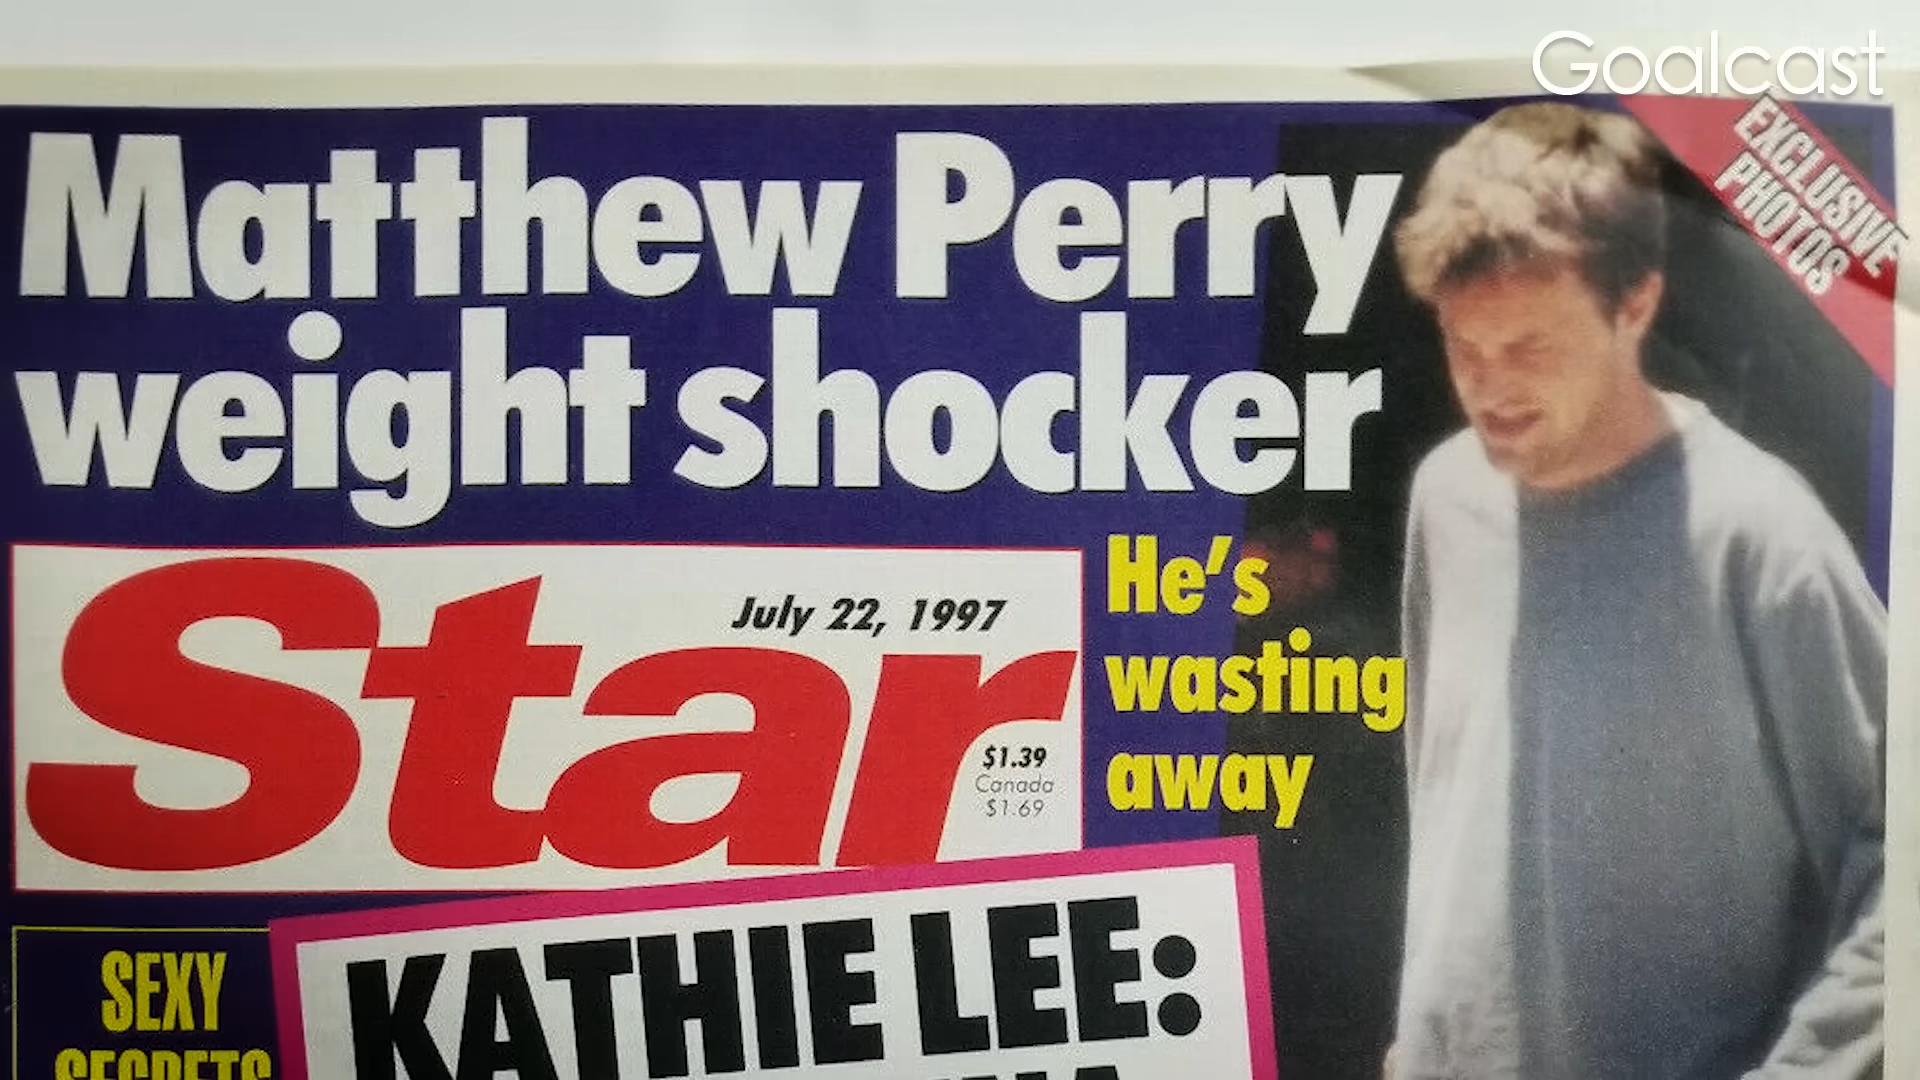 Goalcast
EXCLUSIVE
PHOTOS
Matthew Perry
weight shocker
He's
wasting
away
Star
July 22, 1997
$1.39
Canada
$1.69
SEXY
SECRETS
KATHIE LEE: